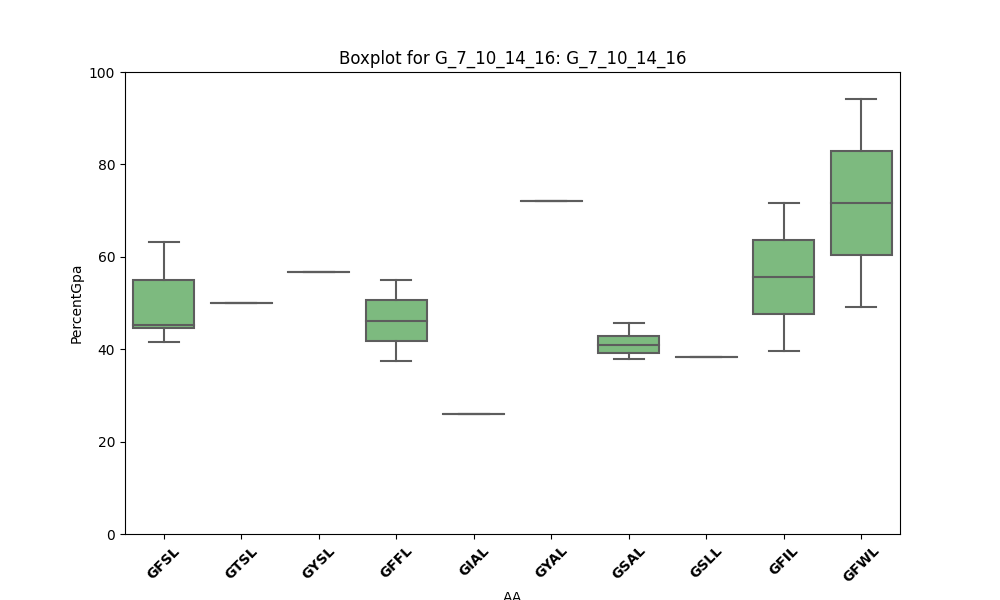 Boxplot for G_7_10_14_16: G_7_10_14_16
100
80
60
40
20
0
PercentGpa
GFSL
GTSL
GYSL
GFFL
GIAL
GYAL
GSAL
GSLL
GFIL
GFWL
AA